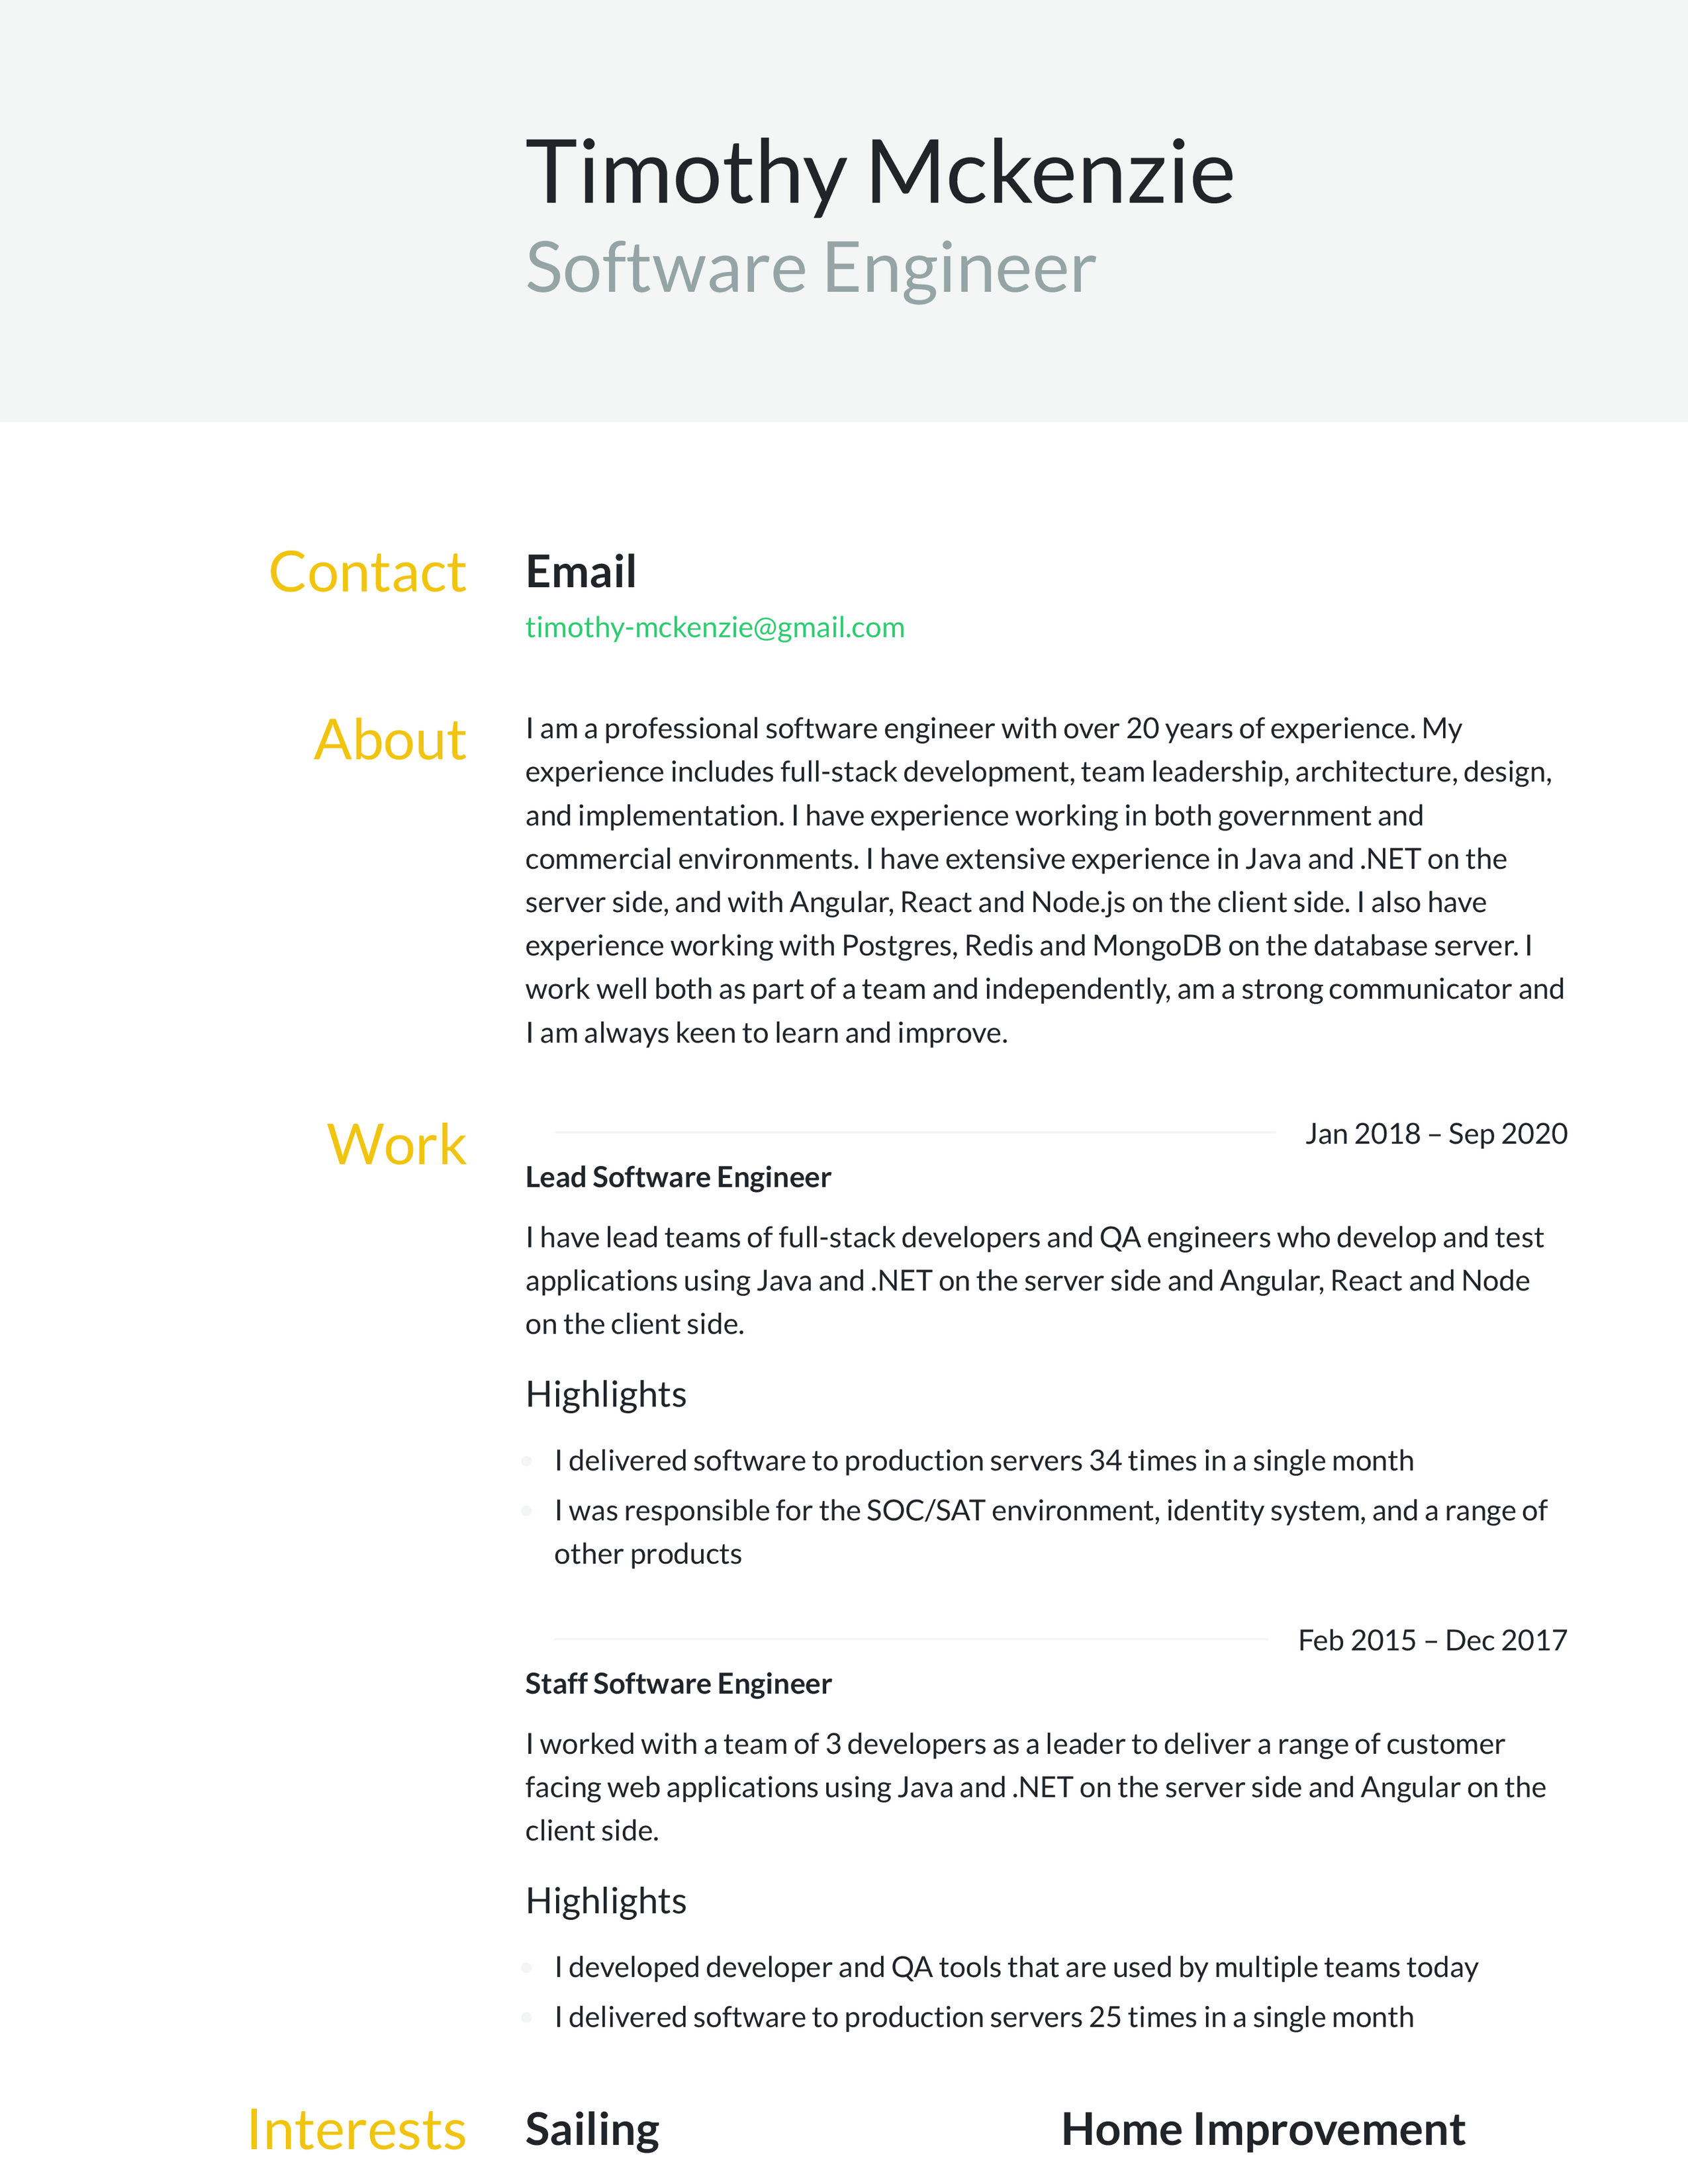 Timothy Mckenzie
Software Engineer
Contact
Email
timothy-mckenzie@gmail.com
About
I am a professional software engineer with over 20 years of experience. My
experience includes full-stack development, team leadership, architecture, design,
and implementation. I have experience working in both government and
commercial environments. I have extensive experience in Java and .NET on the
server side, and with Angular, React and Node.js on the client side. I also have
experience working with Postgres, Redis and MongoDB on the database server. I
work well both as part of a team and independently, am a strong communicator and
I am always keen to learn and improve.
Work
Jan 2018 – Sep 2020
Lead Software Engineer
I have lead teams of full-stack developers and QA engineers who develop and test
applications using Java and .NET on the server side and Angular, React and Node
on the client side.
Highlights
I delivered software to production servers 34 times in a single month
I was responsible for the SOC/SAT environment, identity system, and a range of
other products
Feb 2015 – Dec 2017
Staff Software Engineer
I worked with a team of 3 developers as a leader to deliver a range of customer
facing web applications using Java and .NET on the server side and Angular on the
client side.
Highlights
I developed developer and QA tools that are used by multiple teams today
I delivered software to production servers 25 times in a single month
Interests
Sailing
Home Improvement